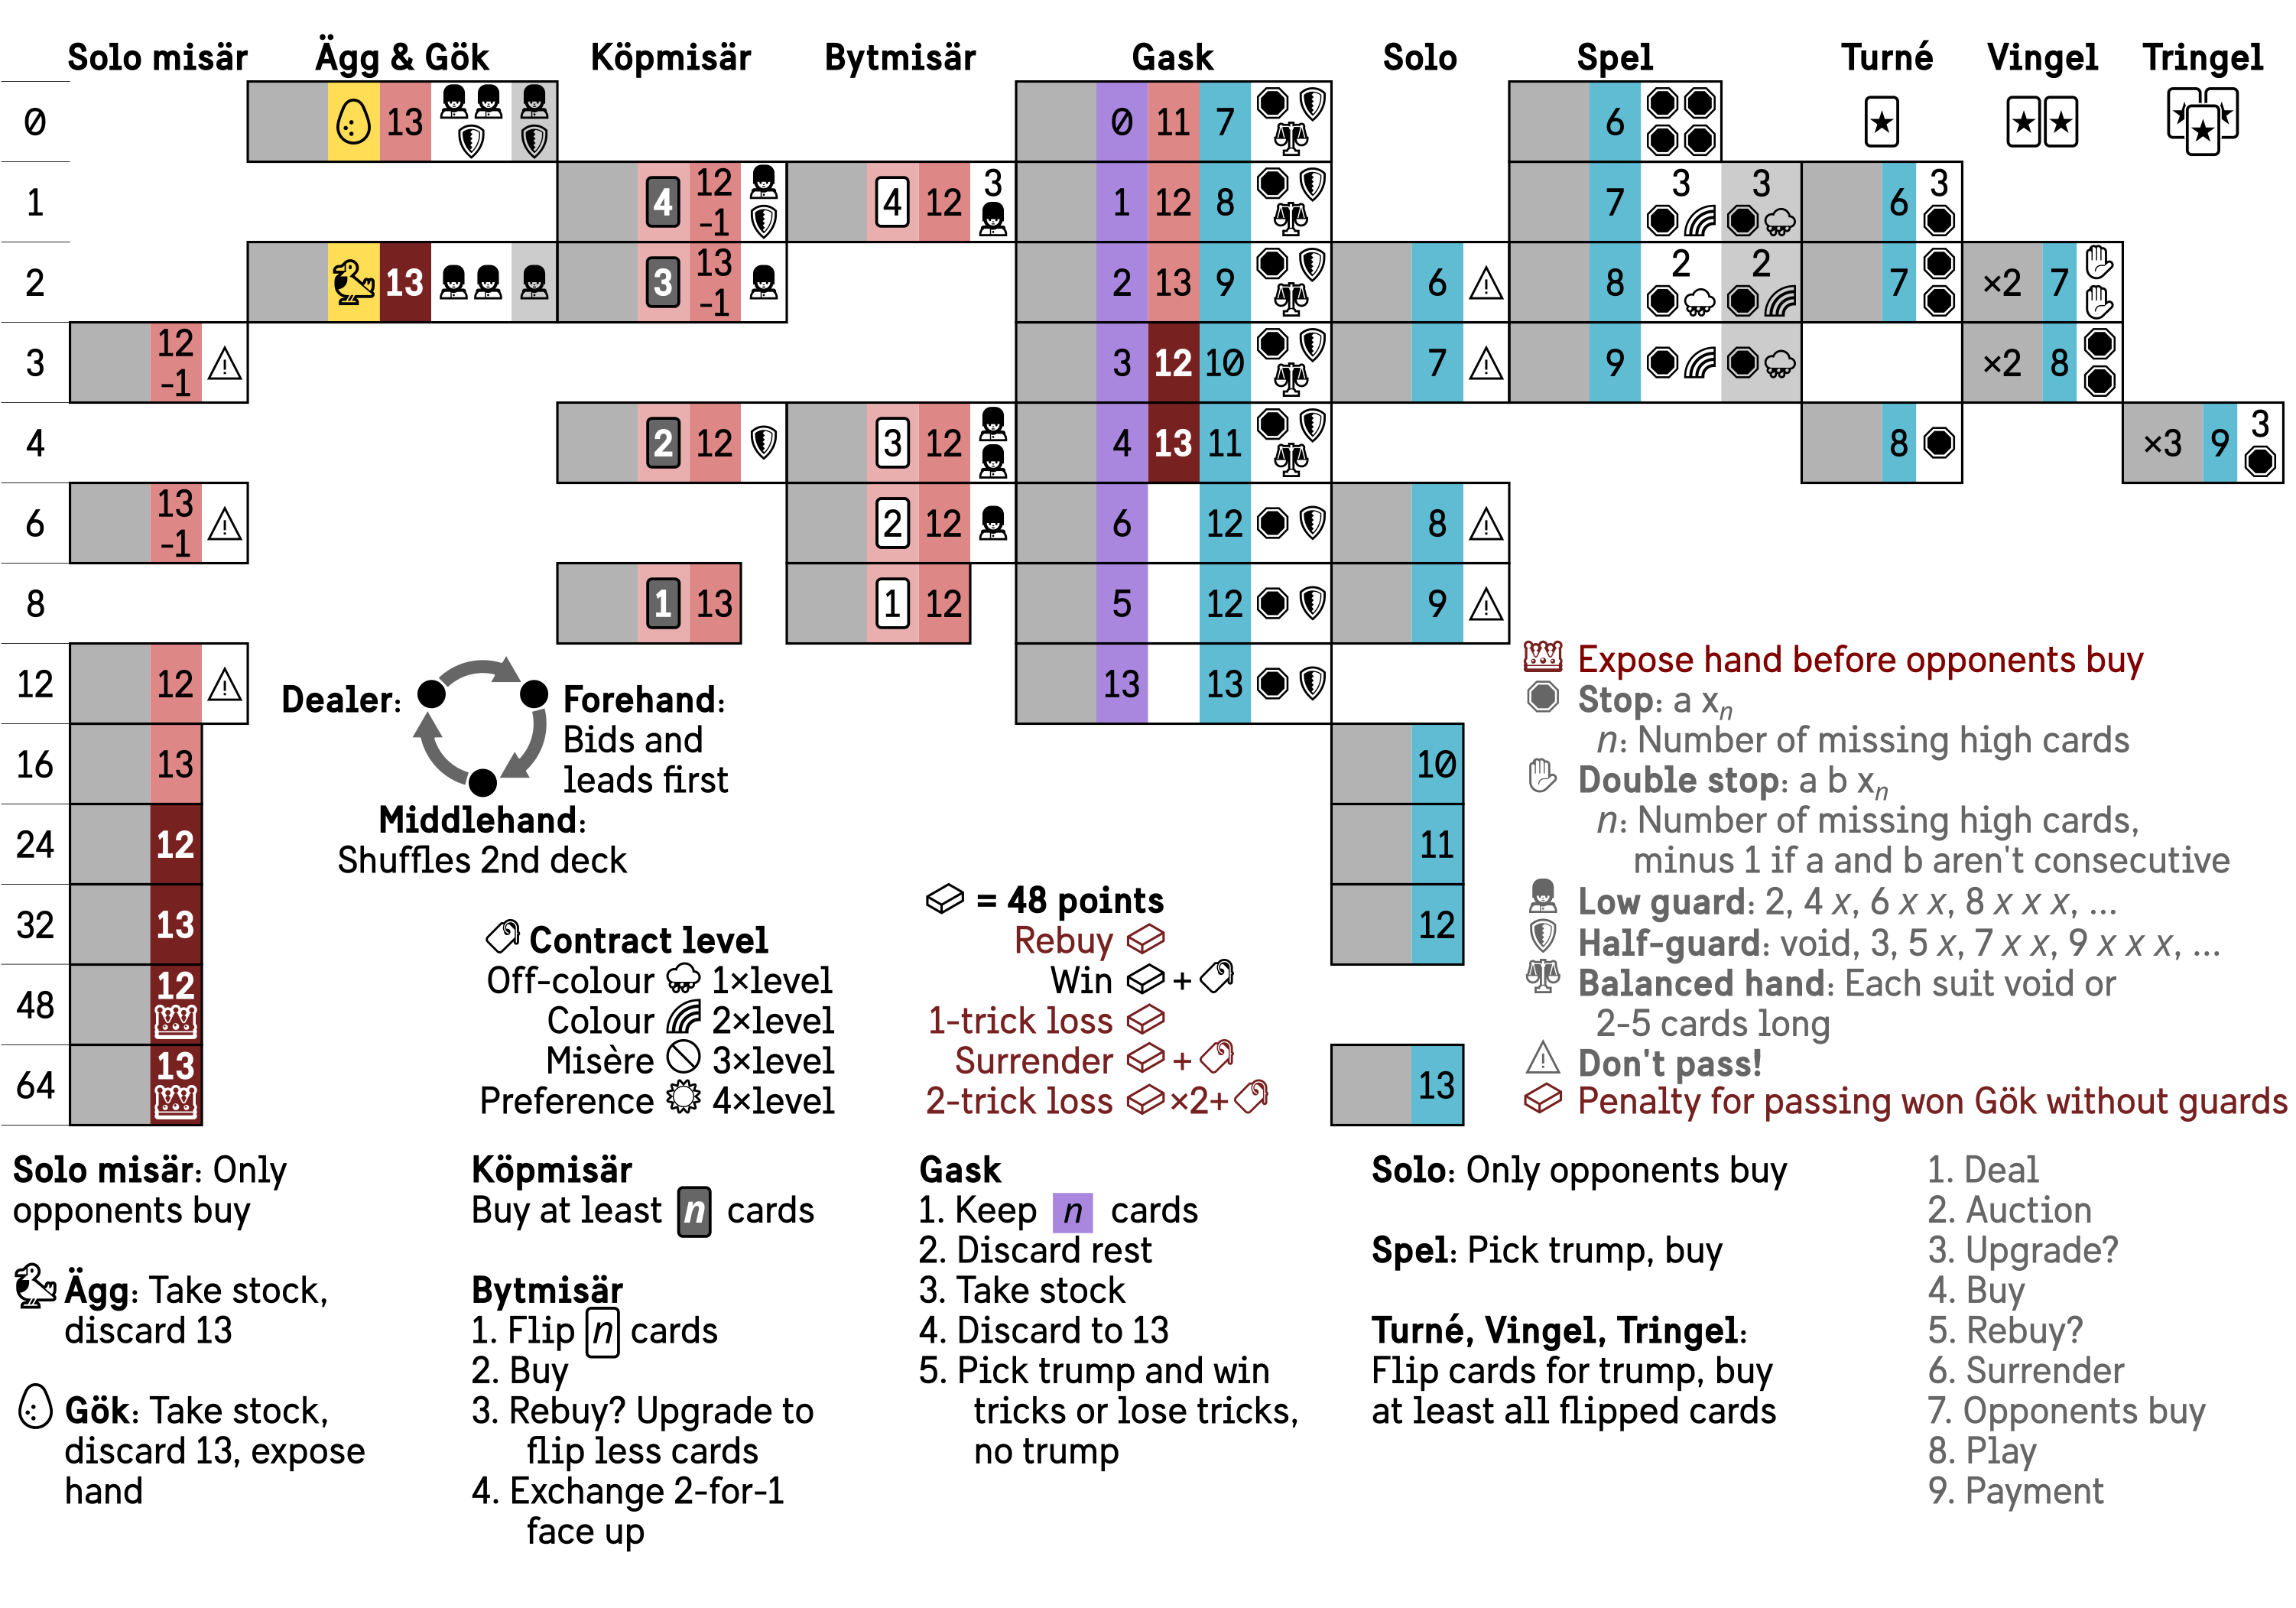 Solo misär Ägg & Gök Köpmisär Bytmisär Gask Solo Spel Turné Vingel Tringel
0 13 0 11 7 6
1 4 12 -1 4 12 3 1 12 8 7 3 3 6 3
2 13 3 13 -1 2 13 9 6 8 2 2 7 ×2 7
3 12 -1 3 12 10 7 9 ×2 8
4 2 12 3 12 4 13 11 8 ×3 9 3
6 13 -1 2 12 6 12 8
8 1 13 1 12 5 12 9
12 12 13 13
16 13 10
24 12 11
32 13 12
48 12
64 13 13
Dealer:
Forehand:
Bids and
leads first
Middlehand:
Shuffles 2nd deck
Contract level
Off-colour 1×level
Colour 2×level
Misère 3×level
Preference 4×level
= 48 points
Rebuy
Win +
1-trick loss
Surrender +
2-trick loss ×2+
Expose hand before opponents buy
Stop: a xn
n: Number of missing high cards
Double stop: a b xn
n: Number of missing high cards,
minus 1 if a and b aren't consecutive
Low guard: 2, 4 x, 6 x x, 8 x x x, ...
Half-guard: void, 3, 5 x, 7 x x, 9 x x x, ...
Balanced hand: Each suit void or
2-5 cards long
Don't pass!
Penalty for passing won Gök without guards
Solo misär: Only
opponents buy
Ägg: Take stock,
discard 13
Gök: Take stock,
discard 13, expose
hand
Köpmisär
Buy at least n cards
Bytmisär
1. Flip n cards
2. Buy
3. Rebuy? Upgrade to
flip less cards
4. Exchange 2-for-1
face up
Gask
1. Keep n cards
2. Discard rest
3. Take stock
4. Discard to 13
5. Pick trump and win
tricks or lose tricks,
no trump
Solo: Only opponents buy
Spel: Pick trump, buy
Turné, Vingel, Tringel:
Flip cards for trump, buy
at least all flipped cards
1. Deal
2. Auction
3. Upgrade?
4. Buy
5. Rebuy?
6. Surrender
7. Opponents buy
8. Play
9. Payment